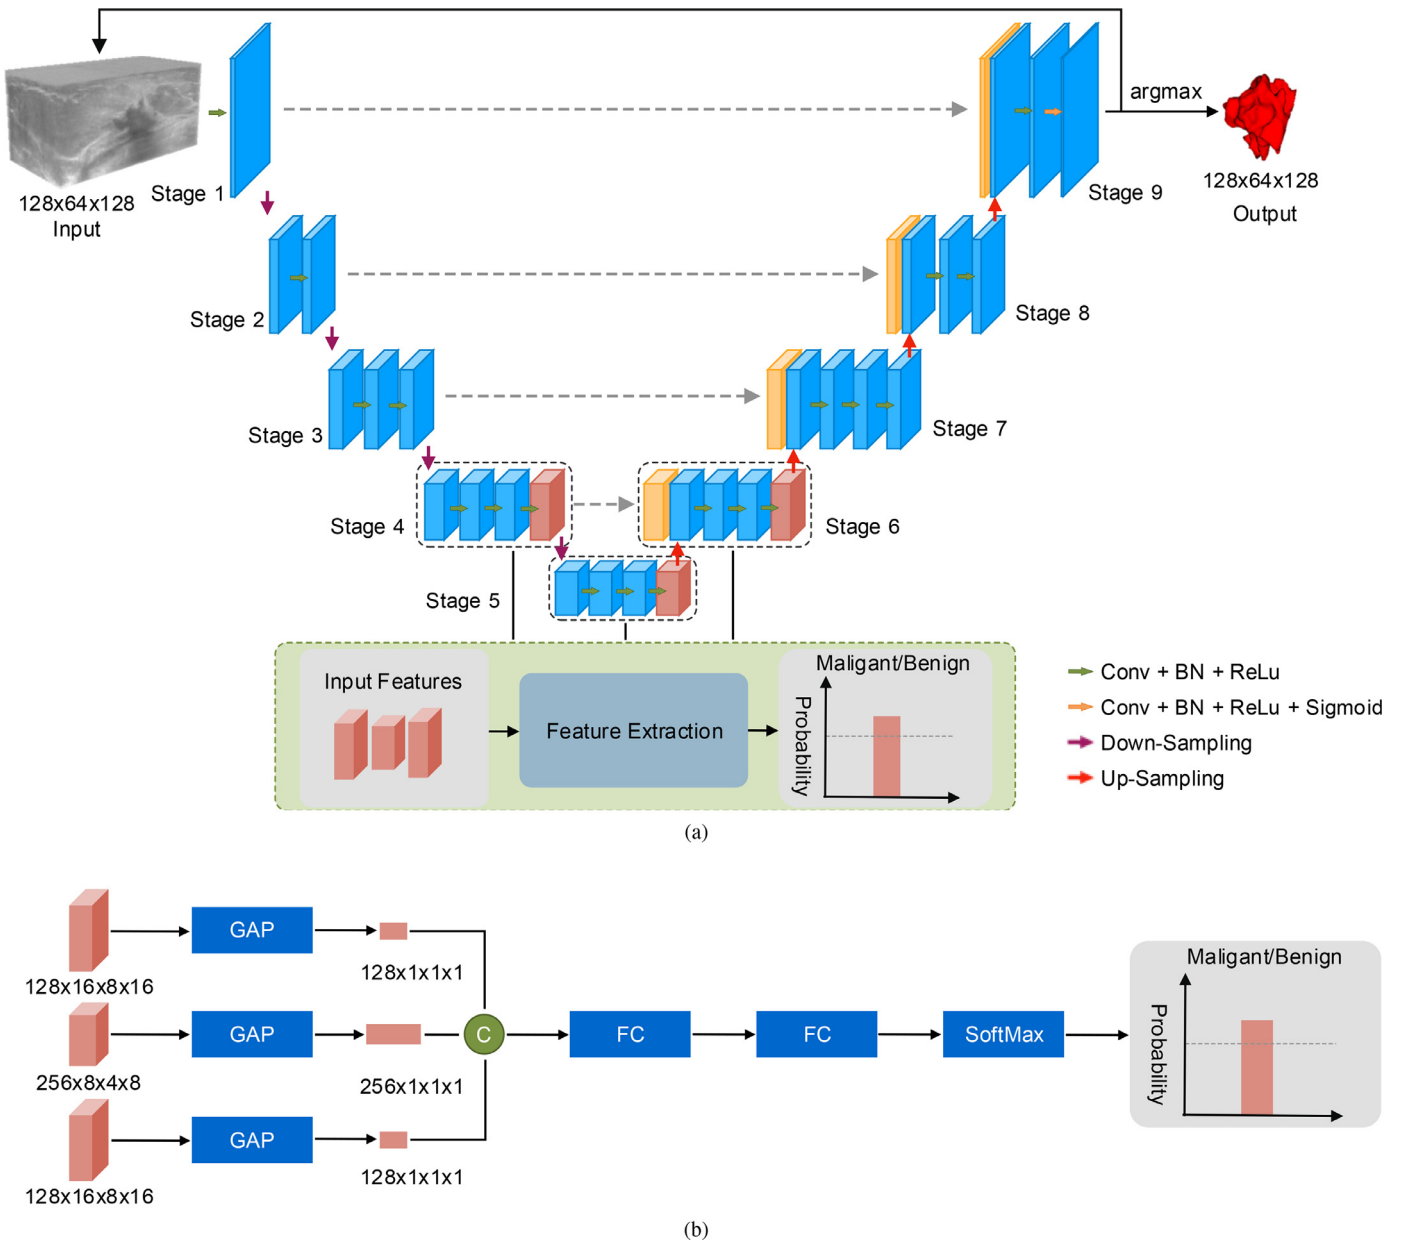 argmax
128x64x128
Input
Stage 1
Stage 9
128x64x128
Output
Stage 2
Stage 8
Stage 3
Stage 7
Stage 4
Stage 6
Stage 5
Input Features
Feature Extraction
Maligant/Benign
Probability
Conv + BN + ReLu
Conv + BN + ReLu + Sigmoid
Down-Sampling
Up-Sampling
(a)
GAP
128x16x8x16
128x1x1x1
GAP
256x8x4x8
256x1x1x1
GAP
128x16x8x16
128x1x1x1
C
FC
FC
SoftMax
Maligant/Benign
Probability
(b)